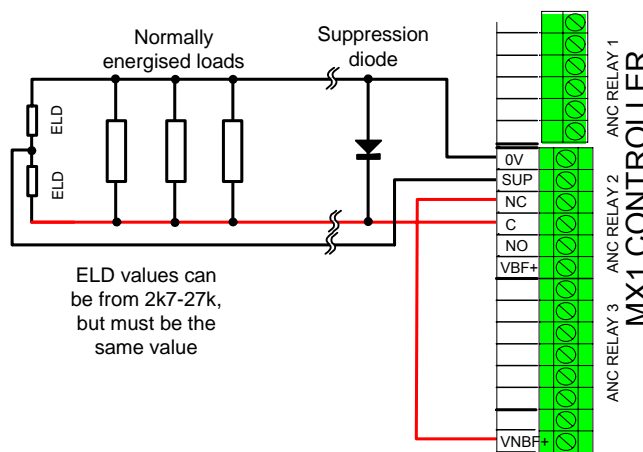 Normally
energised loads
Suppression
diode
ELD
ELD
ELD values can
be from 2k7-27k,
but must be the
same value
0V
SUP
NC
C
NO
VBF+
VNBF+
ANC RELAY 1
ANC RELAY 2
ANC RELAY 3
MX1 CONTROLLER